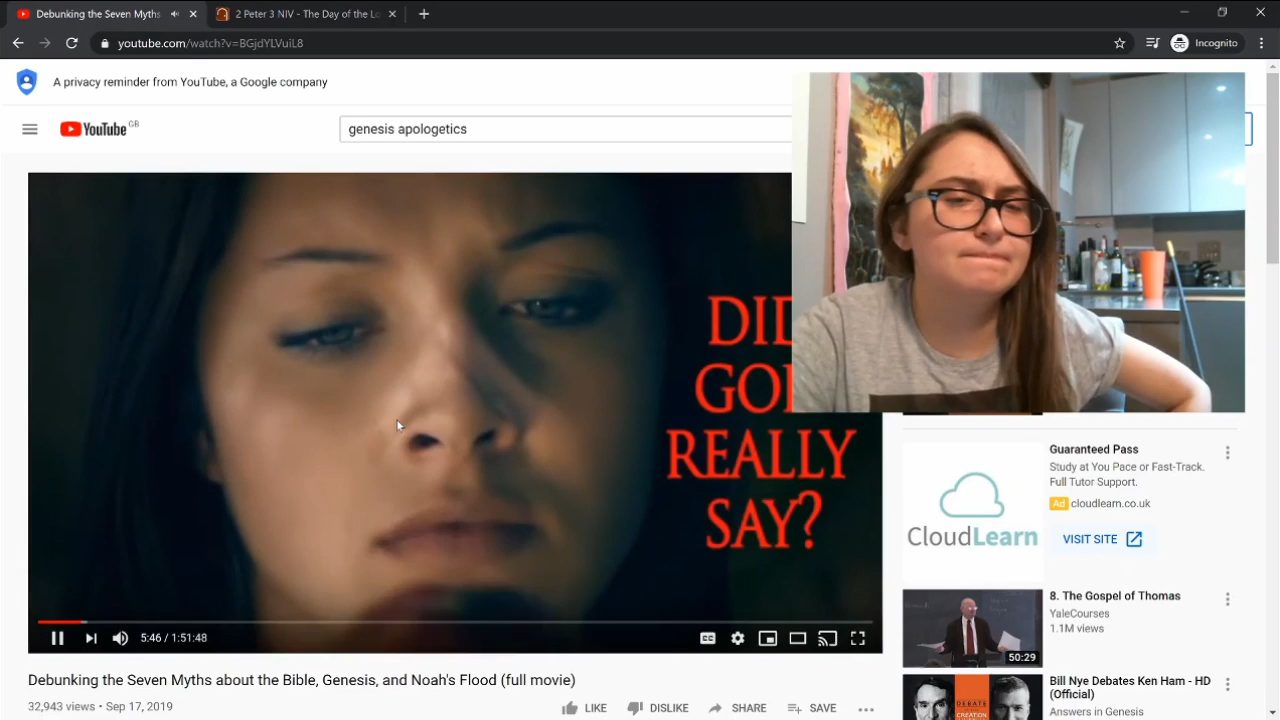 Debunking the Seven Myths
2 Peter 3 NIV - The Day of the Lo
youtube.com/watch?v=BGjdYLVuiL8
Incognito
A privacy reminder from YouTube, a Google company
YouTube GB
genesis apologetics
DID
GOD
REALLY
SAY?
5:46 / 1:51:48
CC
Debunking the Seven Myths about the Bible, Genesis, and Noah's Flood (full movie)
32,943 views • Sep 17, 2019
LIKE
DISLIKE
SHARE
SAVE
CloudLearn
Guaranteed Pass
Study at You Pace or Fast-Track.
Full Tutor Support.
Ad cloudlearn.co.uk
VISIT SITE
50:29
8. The Gospel of Thomas
YaleCourses
1.1M views
DEBATE
Bill Nye Debates Ken Ham - HD
(Official)
Answers in Genesis